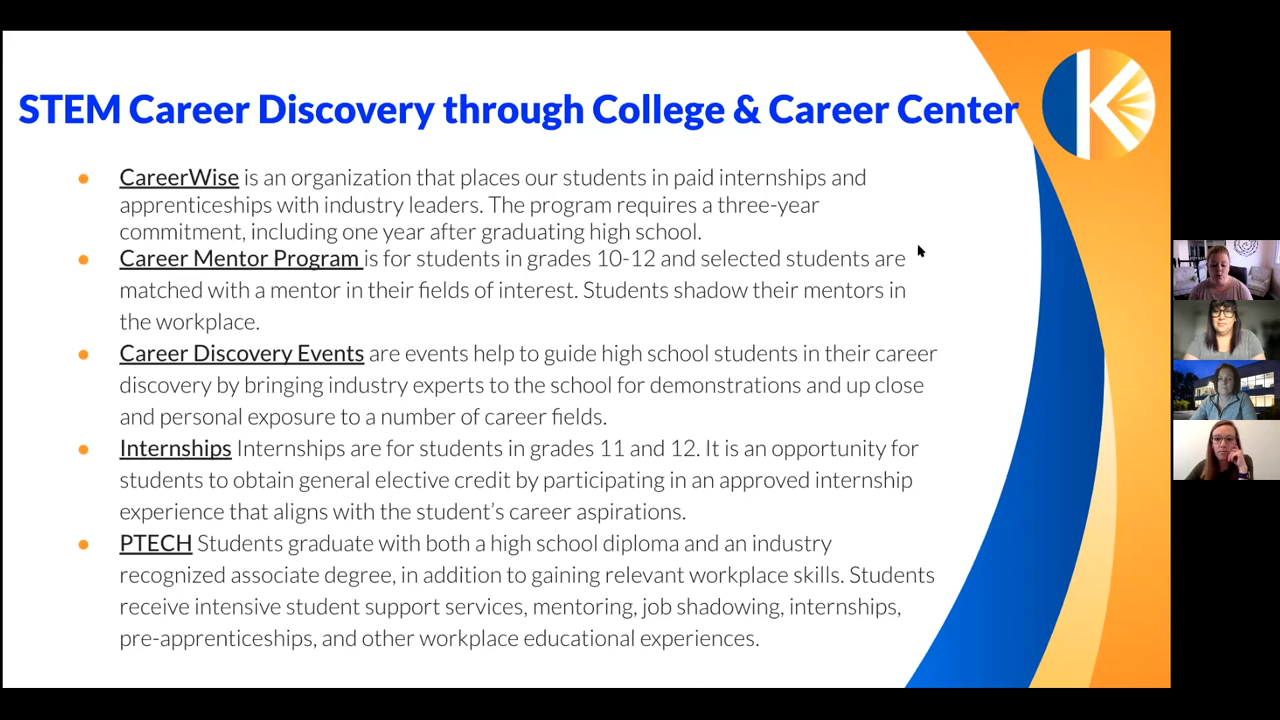 STEM Career Discovery through College & Career Center
● CareerWise is an organization that places our students in paid internships and
apprenticeships with industry leaders. The program requires a three-year
commitment, including one year after graduating high school.
● Career Mentor Program is for students in grades 10-12 and selected students are
matched with a mentor in their fields of interest. Students shadow their mentors in
the workplace.
● Career Discovery Events are events help to guide high school students in their career
discovery by bringing industry experts to the school for demonstrations and up close
and personal exposure to a number of career fields.
● Internships Internships are for students in grades 11 and 12. It is an opportunity for
students to obtain general elective credit by participating in an approved internship
experience that aligns with the student’s career aspirations.
● PTECH Students graduate with both a high school diploma and an industry
recognized associate degree, in addition to gaining relevant workplace skills. Students
receive intensive student support services, mentoring, job shadowing, internships,
pre-apprenticeships, and other workplace educational experiences.
K